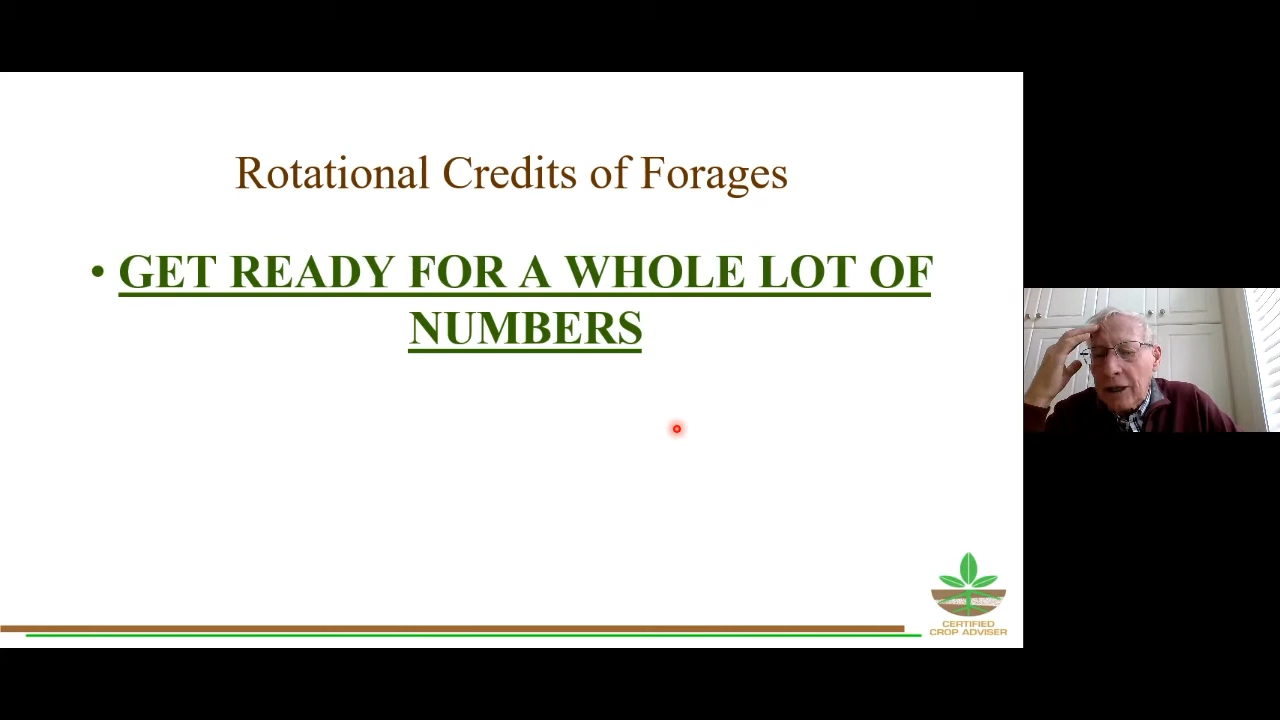 Rotational Credits of Forages
• GET READY FOR A WHOLE LOT OF
NUMBERS
CERTIFIED
CROP ADVISER